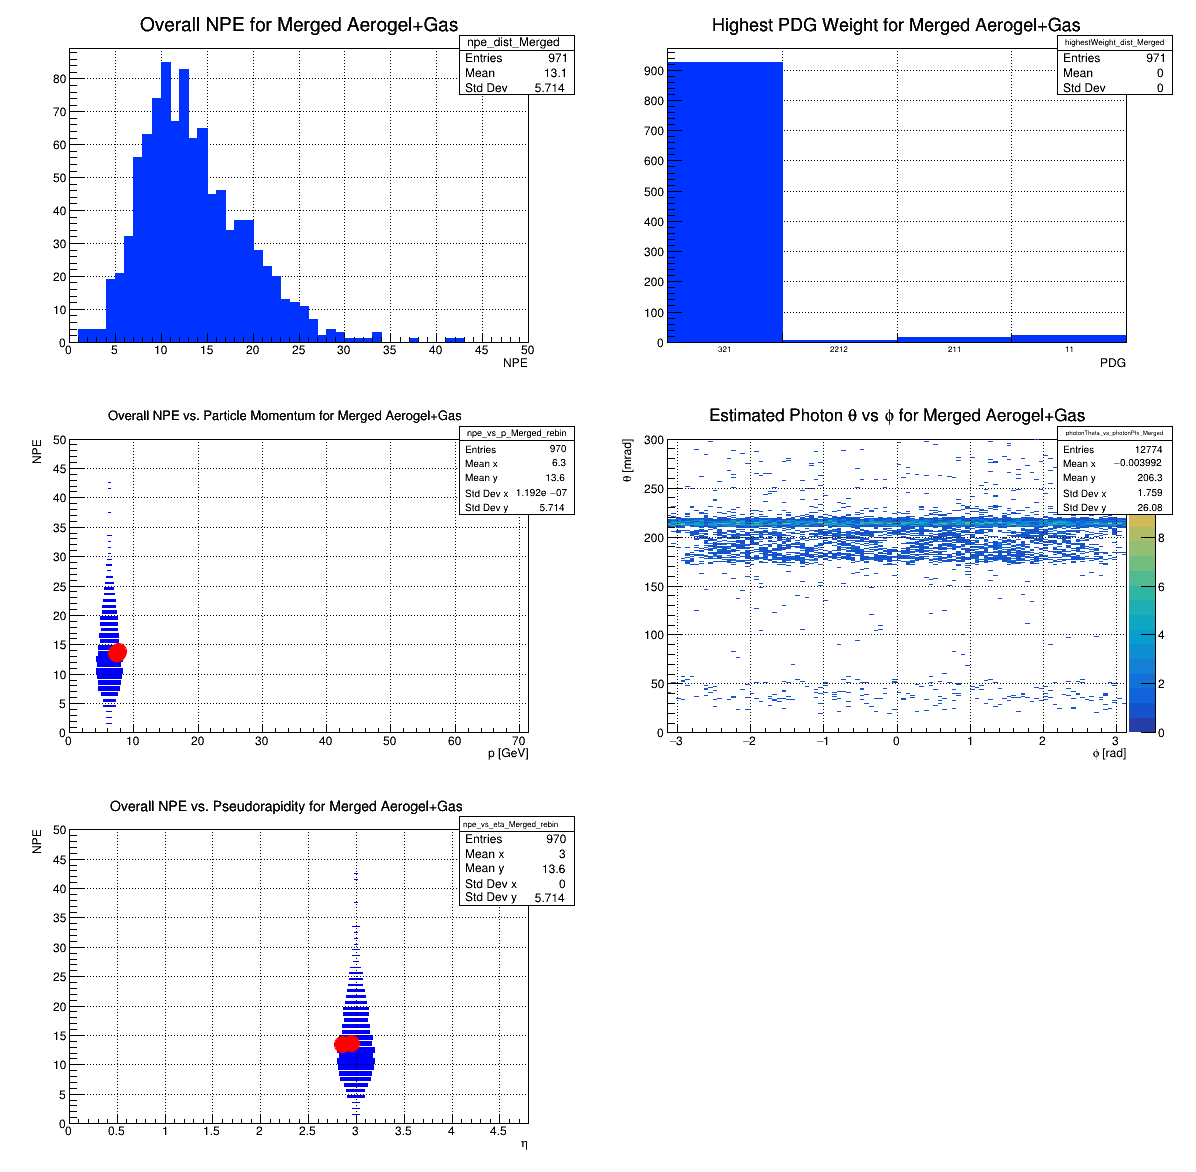 Overall NPE for Merged Aerogel+Gas
npe_dist_Merged
Entries 971
Mean 13.1
Std Dev 5.714
80
70
60
50
40
30
20
10
0
0 5 10 15 20 25 30 35 40 45 50
NPE
Highest PDG Weight for Merged Aerogel+Gas
highestWeight_dist_Merged
Entries 971
Mean 0
Std Dev 0
900
800
700
600
500
400
300
200
100
0
321 2212 211 11
PDG
Overall NPE vs. Particle Momentum for Merged Aerogel+Gas
npe_vs_p_Merged_rebin
Entries 970
Mean x 6.3
Mean y 13.6
Std Dev x 1.192e −07
Std Dev y 5.714
NPE
50
45
40
35
30
25
20
15
10
5
0
0 10 20 30 40 50 60 70
p [GeV]
Estimated Photon θ vs ϕ for Merged Aerogel+Gas
photonTheta_vs_photonPhi_Merged
Entries 12774
Mean x −0.003992
Mean y 206.3
Std Dev x 1.759
Std Dev y 26.08
θ [mrad]
300
250
200
150
100
50
0
−3 −2 −1 0 1 2 3
ϕ [rad]
8
6
4
2
0
Overall NPE vs. Pseudorapidity for Merged Aerogel+Gas
npe_vs_eta_Merged_rebin
Entries 970
Mean x 3
Mean y 13.6
Std Dev x 0
Std Dev y 5.714
NPE
50
45
40
35
30
25
20
15
10
5
0
0 0.5 1 1.5 2 2.5 3 3.5 4 4.5
η